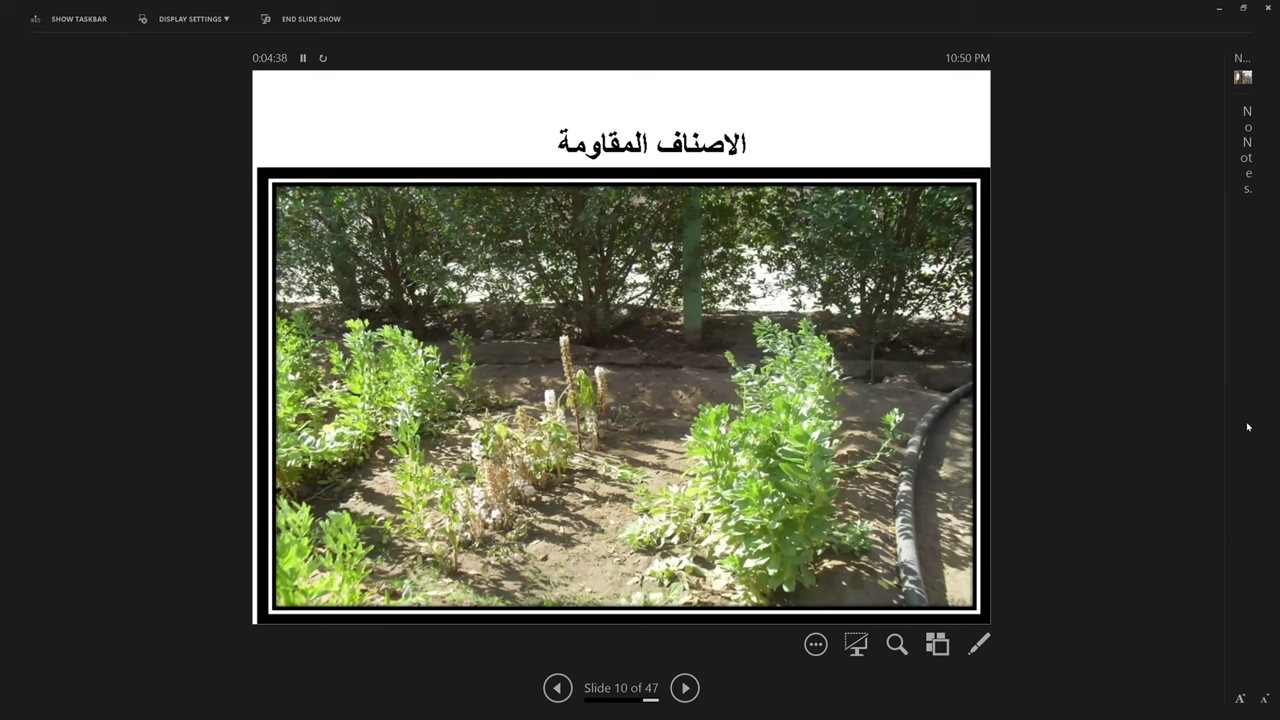 SHOW TASKBAR
DISPLAY SETTINGS ▼
END SLIDE SHOW
0:04:38
10:50 PM
N...
No Notes.
الاصناف المقاومة
Slide 10 of 47
A
A